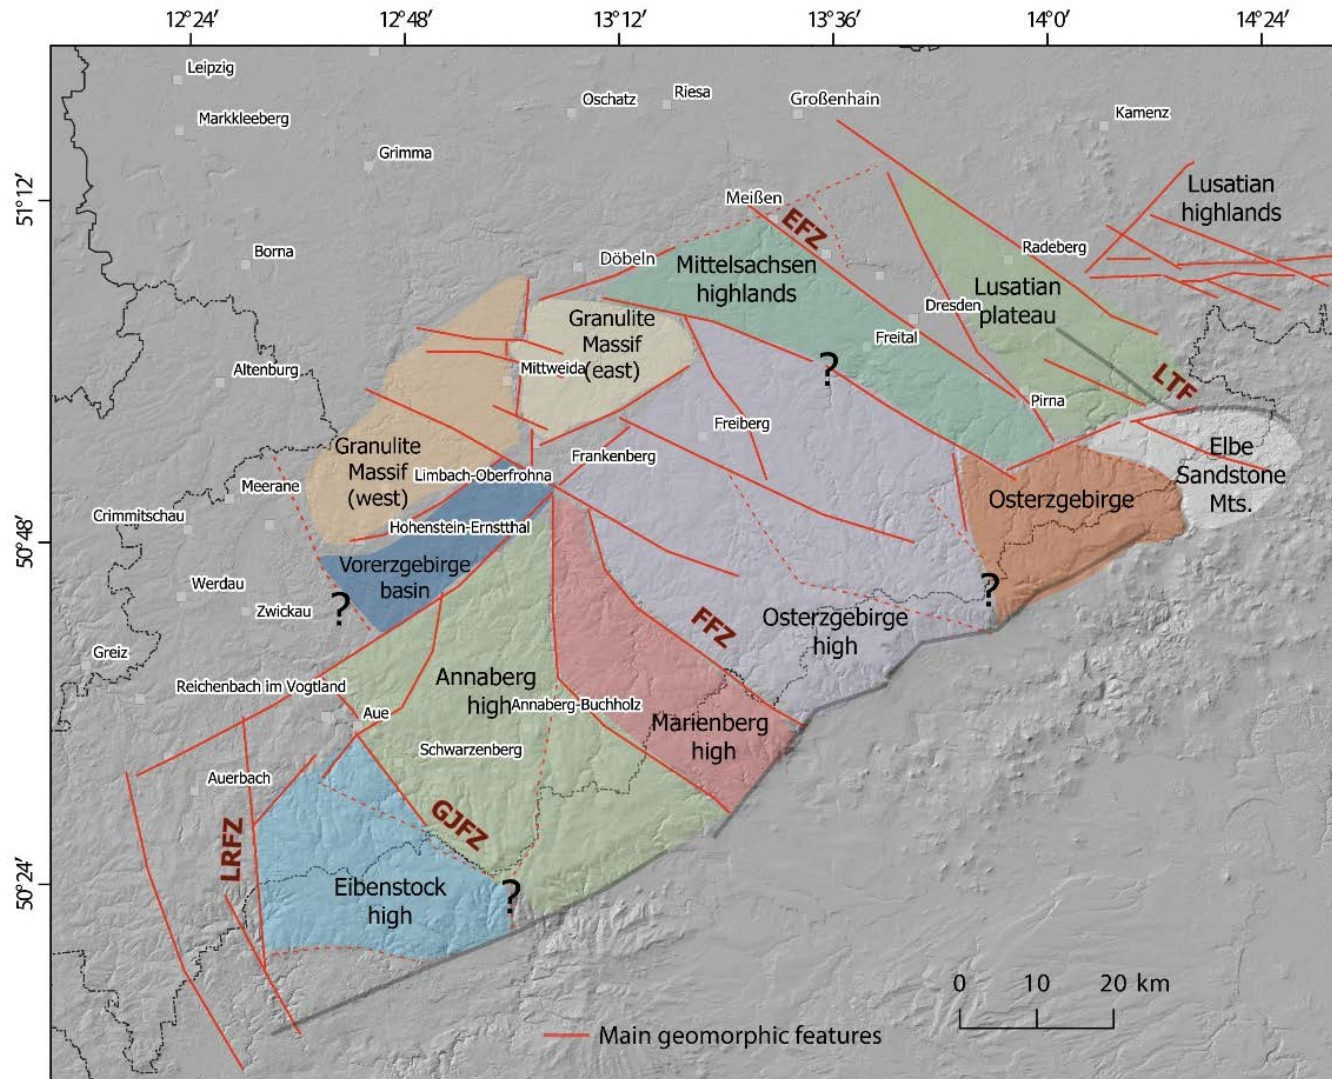 12°24′ 12°48′ 13°12′ 13°36′ 14°0′ 14°24′
Leipzig
Markkleeberg
Oschatz
Riesa
Großenhain
Kamenz
Grimma
51°12′
Meißen
EFZ
Lusatian
highlands
Borna
Döbeln
Mittelsachsen
highlands
Radeberg
Lusatian
plateau
Dresden
Freital
Granulite
Massif
(east)
Mittweida
?
Altenburg
LTF
Pirna
Freiberg
Granulite
Massif
(west)
Frankenberg
Limbach-Oberfrohna
Elbe
Sandstone
Mts.
Osterzgebirge
Meerane
Crimmitschau
Hohenstein-Ernstthal
50°48′
Vorerzgebirge
basin
Werdau
Zwickau
?
?
FFZ
Osterzgebirge
high
Greiz
Reichenbach im Vogtland
Annaberg
high
Annaberg-Buchholz
Aue
Marienberg
high
Schwarzenberg
Auerbach
GJFZ
LRFZ
50°24′
Eibenstock
high
?
0 10 20 km
Main geomorphic features